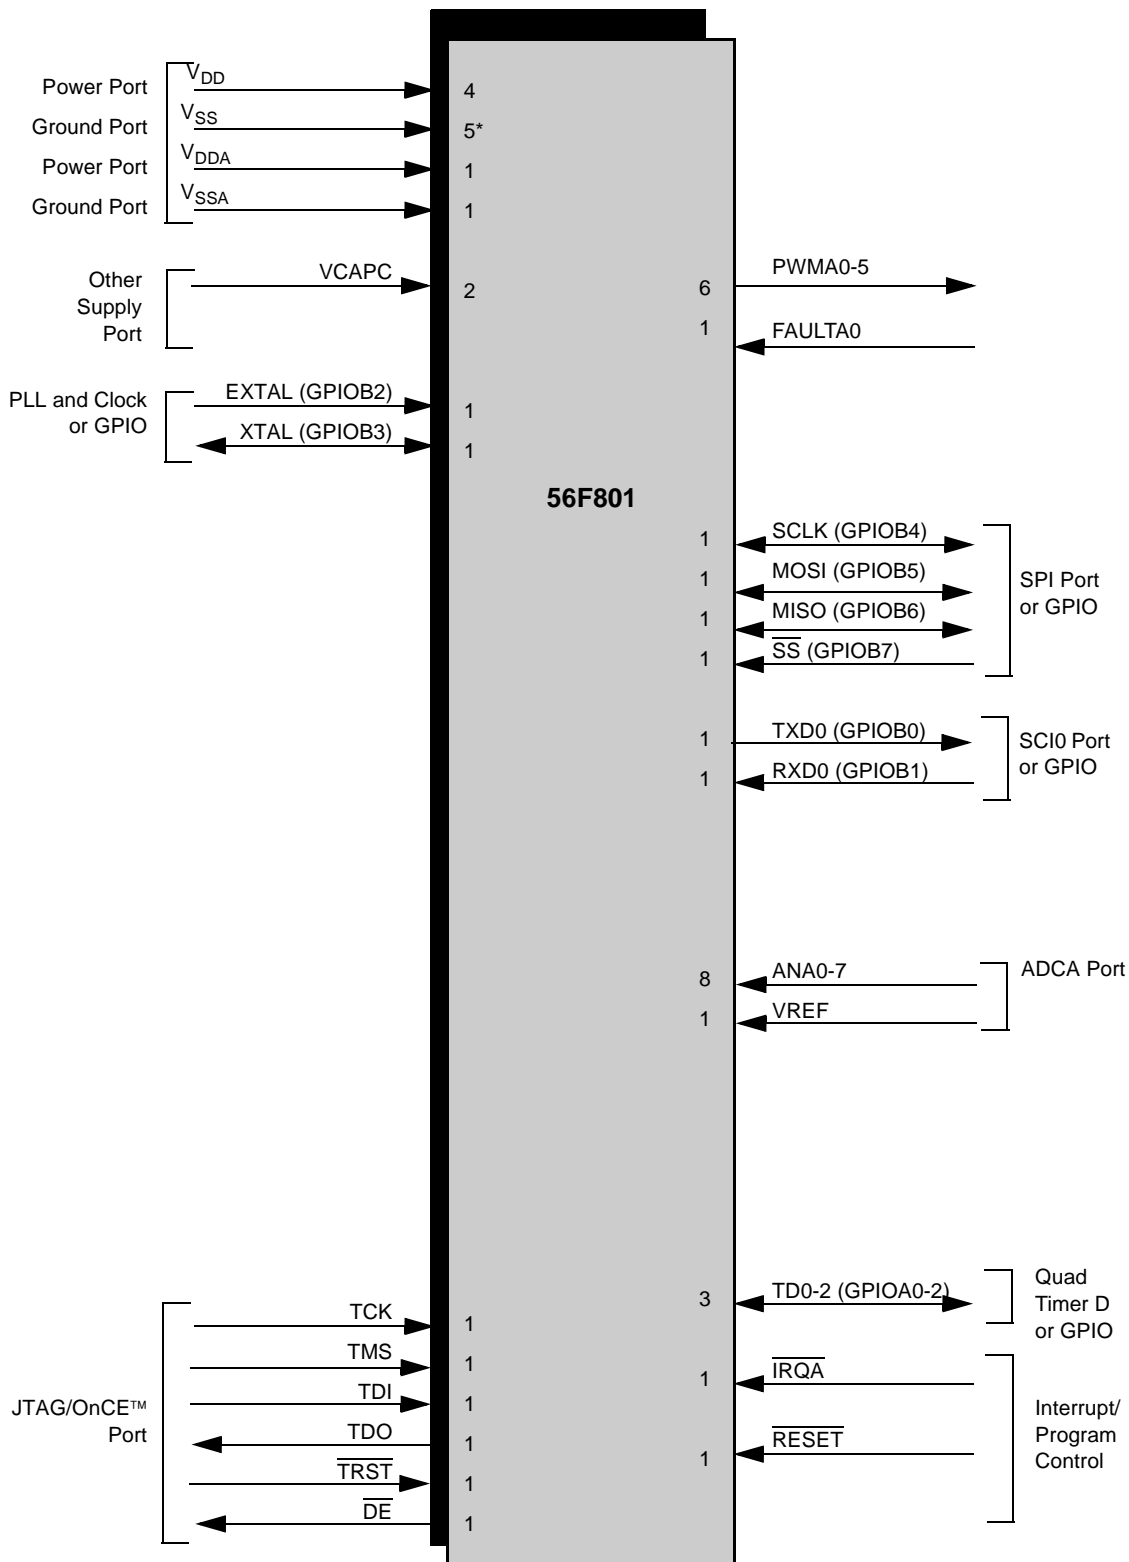 Power Port
V_DD
4
Ground Port
V_SS
5*
Power Port
V_DDA
1
Ground Port
V_SSA
1
Other
Supply
Port
VCAPC
2
PLL and Clock
or GPIO
EXTAL (GPIOB2)
1
XTAL (GPIOB3)
1
56F801
6
PWMA0-5
1
FAULTA0
1
SCLK (GPIOB4)
1
MOSI (GPIOB5)
1
MISO (GPIOB6)
1
S̅S̅ (GPIOB7)
SPI Port
or GPIO
1
TXD0 (GPIOB0)
1
RXD0 (GPIOB1)
SCI0 Port
or GPIO
8
ANA0-7
1
VREF
ADCA Port
3
TD0-2 (GPIOA0-2)
Quad
Timer D
or GPIO
1
I̅R̅Q̅A̅
1
R̅E̅S̅E̅T̅
Interrupt/
Program
Control
JTAG/OnCE™
Port
TCK
1
TMS
1
TDI
1
TDO
1
T̅R̅S̅T̅
1
D̅E̅
1